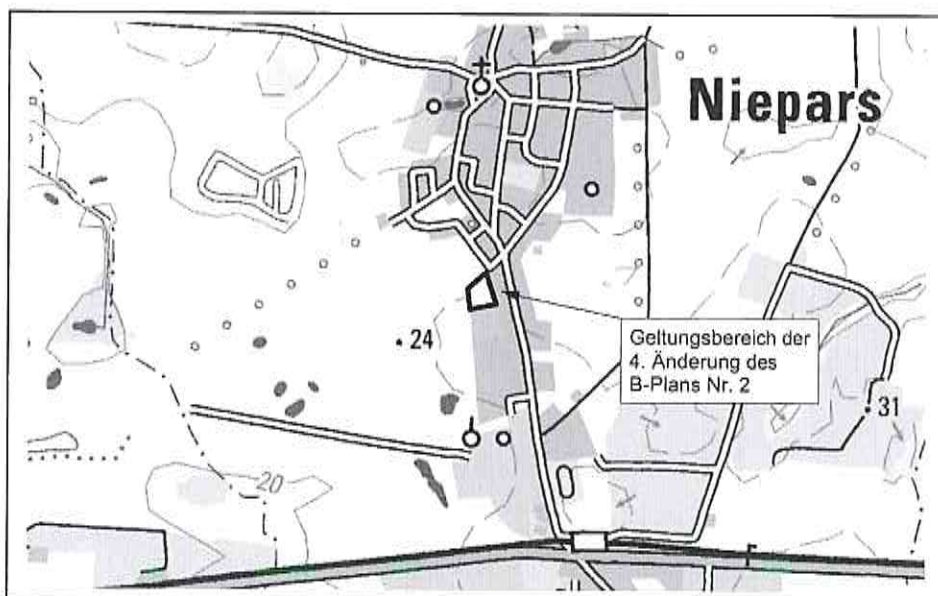 Niepars
Geltungsbereich der
4. Änderung des
B-Plans Nr. 2
24
31
20